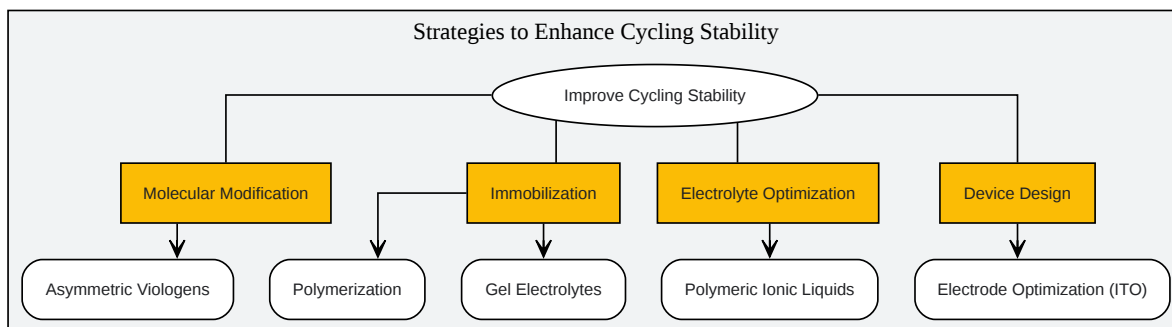 Strategies to Enhance Cycling Stability
Improve Cycling Stability
Molecular Modification
Immobilization
Electrolyte Optimization
Device Design
Asymmetric Viologens
Polymerization
Gel Electrolytes
Polymeric Ionic Liquids
Electrode Optimization (ITO)